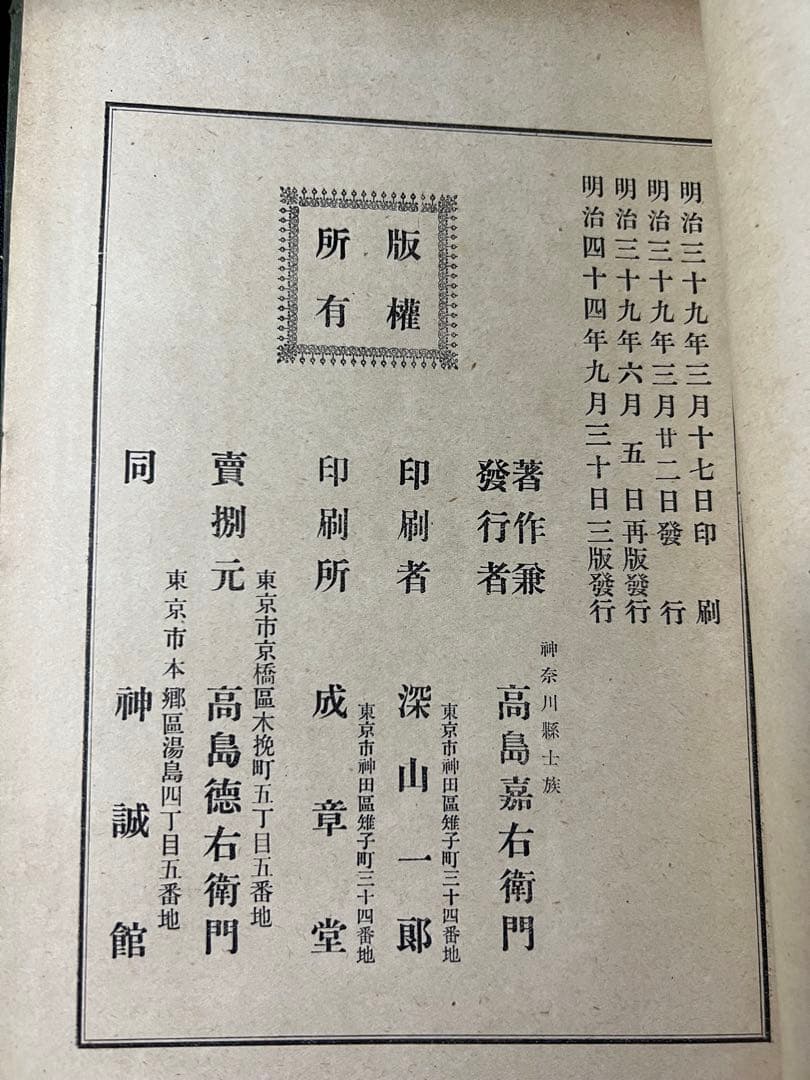 明治三十九年三月十七日印刷
明治三十九年三月廿二日發行
明治三十九年六月五日再版發行
明治四十四年九月三十日三版發行
版權
所有
神奈川縣士族
著作兼
發行者
高島嘉右衛門
東京市神田區雉子町三十四番地
印刷者
深山一郞
東京市神田區雉子町三十四番地
印刷所
成章堂
東京市京橋區木挽町五丁目五番地
賣捌元
高島德右衛門
東京市本鄉區湯島四丁目五番地
同
神誠館